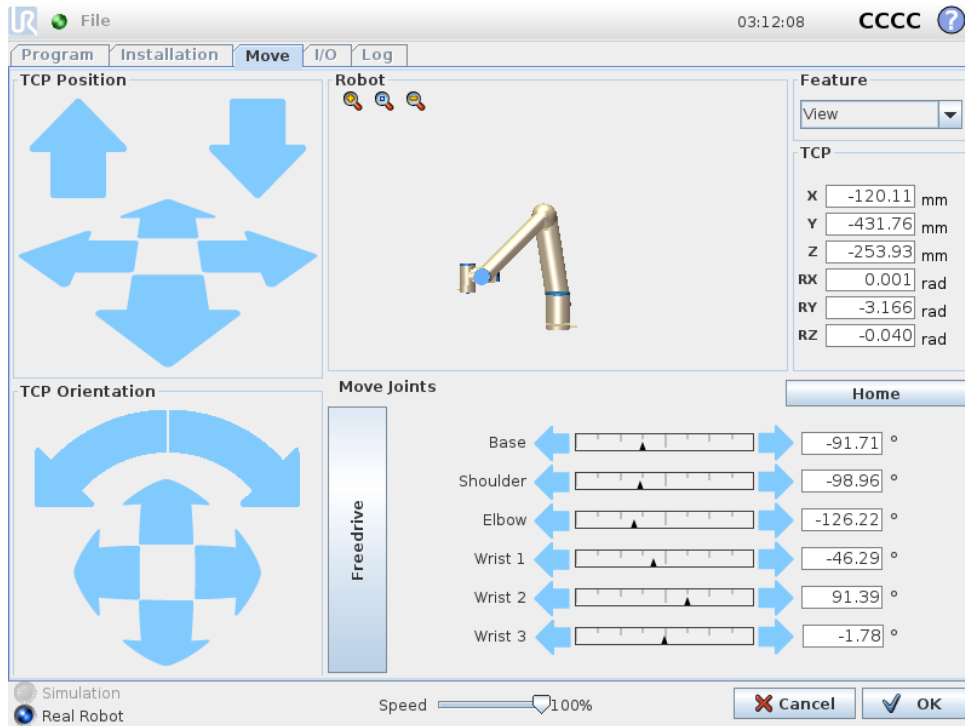 UR File 03:12:08 CCCC ?
Program Installation Move I/O Log
TCP Position
Robot
Feature
View
TCP
X -120.11 mm
Y -431.76 mm
Z -253.93 mm
RX 0.001 rad
RY -3.166 rad
RZ -0.040 rad
TCP Orientation
Move Joints
Home
Freedrive
Base -91.71 °
Shoulder -98.96 °
Elbow -126.22 °
Wrist 1 -46.29 °
Wrist 2 91.39 °
Wrist 3 -1.78 °
Simulation
Real Robot
Speed 100%
Cancel
OK